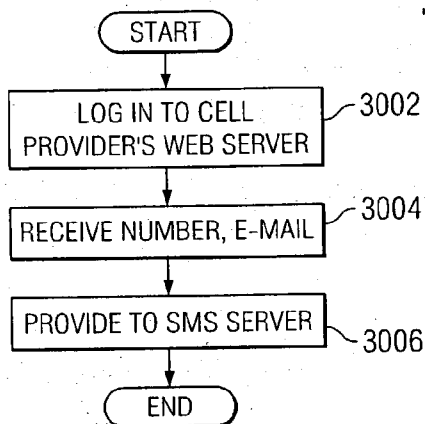 START
LOG IN TO CELL
PROVIDER'S WEB SERVER
3002
RECEIVE NUMBER, E-MAIL
3004
PROVIDE TO SMS SERVER
3006
END